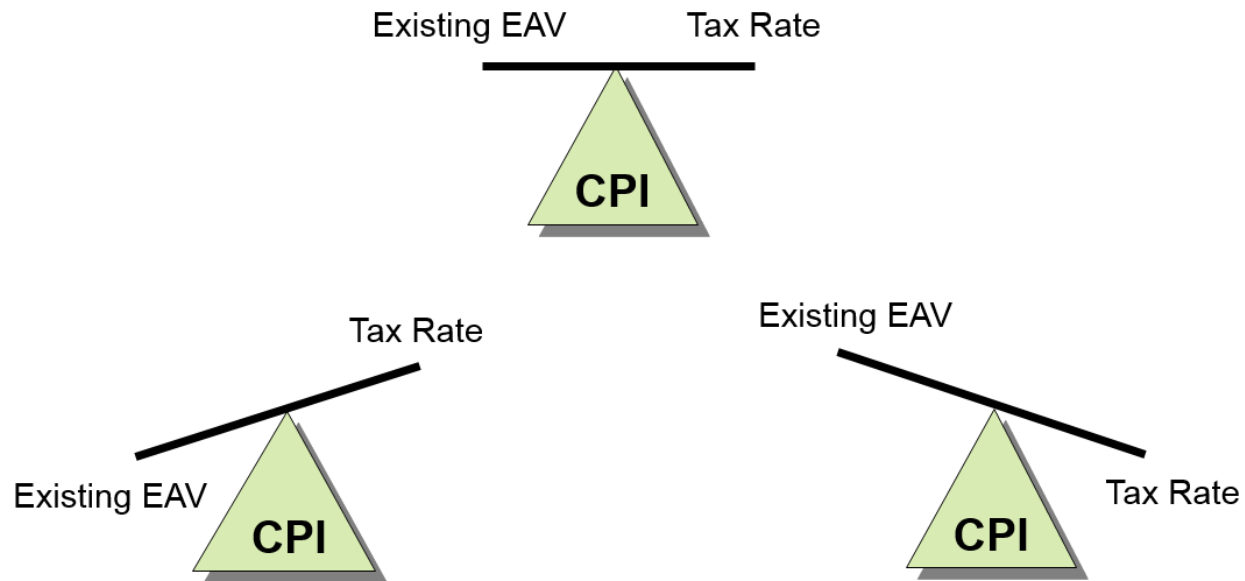 Existing EAV
Tax Rate
CPI
Tax Rate
Existing EAV
CPI
Existing EAV
Tax Rate
CPI